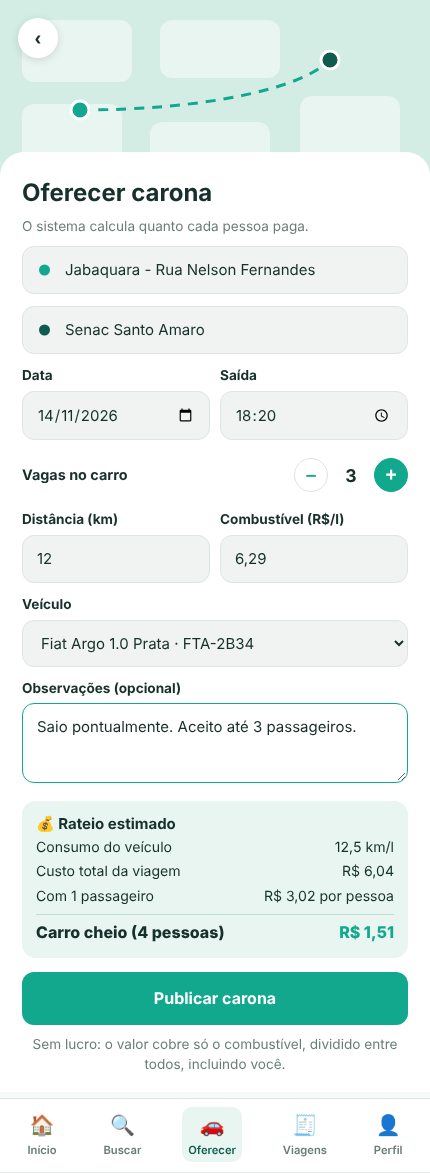 ‹
Oferecer carona
O sistema calcula quanto cada pessoa paga.
Jabaquara - Rua Nelson Fernandes
Senac Santo Amaro
Data Saída
14/11/2026 18:20
Vagas no carro − 3 +
Distância (km) Combustível (R$/l)
12 6,29
Veículo
Fiat Argo 1.0 Prata · FTA-2B34
Observações (opcional)
Saio pontualmente. Aceito até 3 passageiros.
💰 Rateio estimado
Consumo do veículo 12,5 km/l
Custo total da viagem R$ 6,04
Com 1 passageiro R$ 3,02 por pessoa
Carro cheio (4 pessoas) R$ 1,51
Publicar carona
Sem lucro: o valor cobre só o combustível, dividido entre
todos, incluindo você.
Início Buscar Oferecer Viagens Perfil